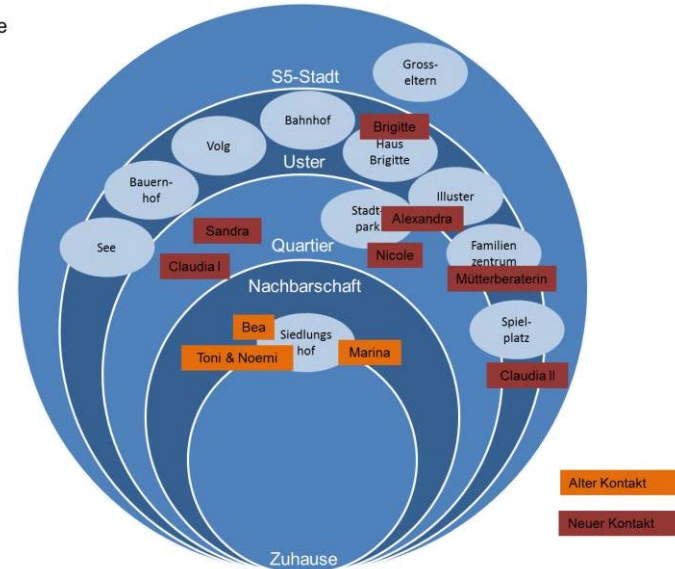 e
Gross-
eltern
S5-Stadt
Bahnhof
Brigitte
Haus
Brigitte
Volg
Uster
Bauern-
hof
Illuster
Stadt-
park
Alexandra
Sandra
See
Quartier
Nicole
Familien
zentrum
Claudia I
Mütterberaterin
Nachbarschaft
Bea
Siedlungs
hof
Spiel-
platz
Toni & Noemi
Marina
Claudia II
Alter Kontakt
Neuer Kontakt
Zuhause